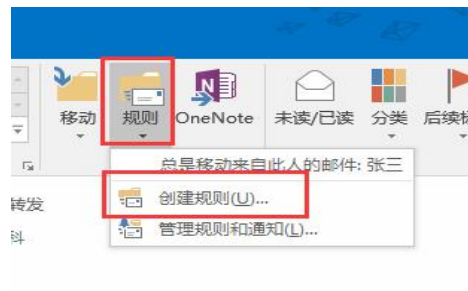 移动 规则 OneNote 未读/已读 分类 后续标
总是移动来自此人的邮件: 张三
转发
创建规则(U)...
科
管理规则和通知(L)...